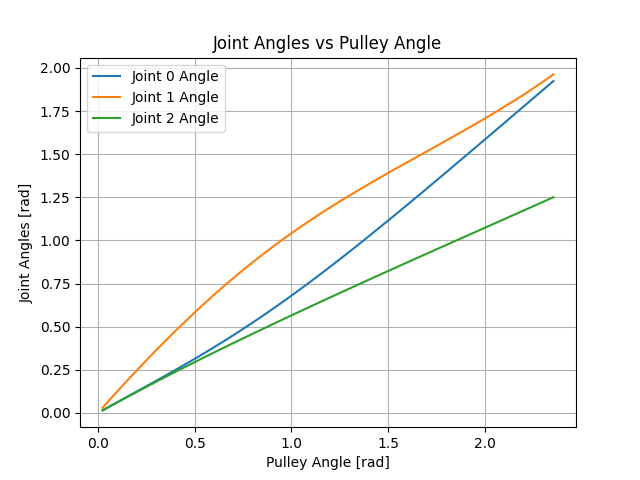 Joint Angles vs Pulley Angle
Joint 0 Angle
Joint 1 Angle
Joint 2 Angle
Joint Angles [rad]
2.00
1.75
1.50
1.25
1.00
0.75
0.50
0.25
0.00
0.0 0.5 1.0 1.5 2.0
Pulley Angle [rad]